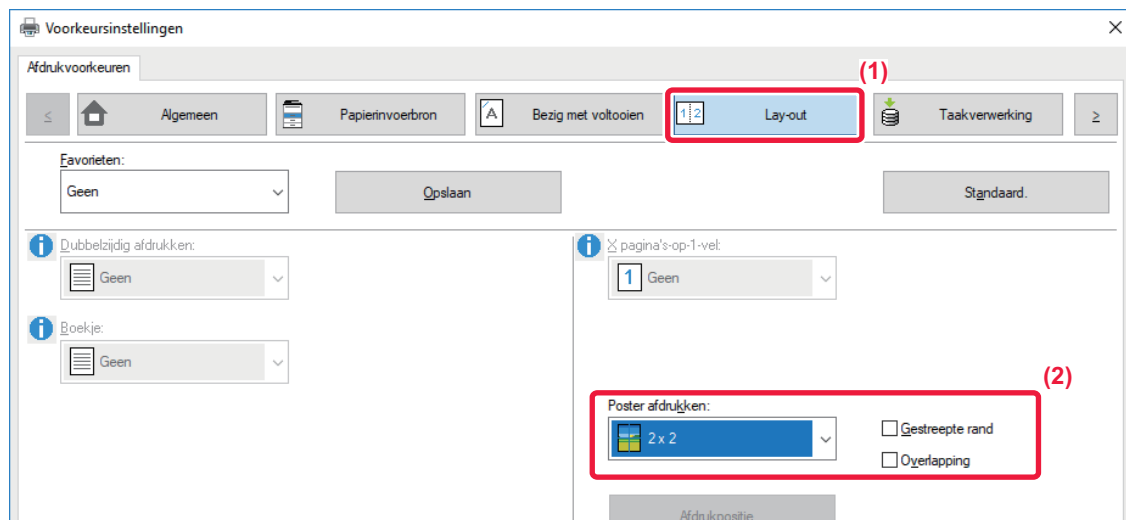 Voorkeursinstellingen
Afdrukvoorkeuren
(1)
< Algemeen Papierinvoerbron A Bezig met voltooien 1 2 Lay-out Taakverwerking >
Favorieten:
Geen Opslaan Standaard.
Dubbelzijdig afdrukken: X pagina's-op-1-vel:
Geen 1 Geen
Boekje:
Geen
(2)
Poster afdrukken:
2 x 2 Gestreepte rand
Overlapping
Afdrukpositie